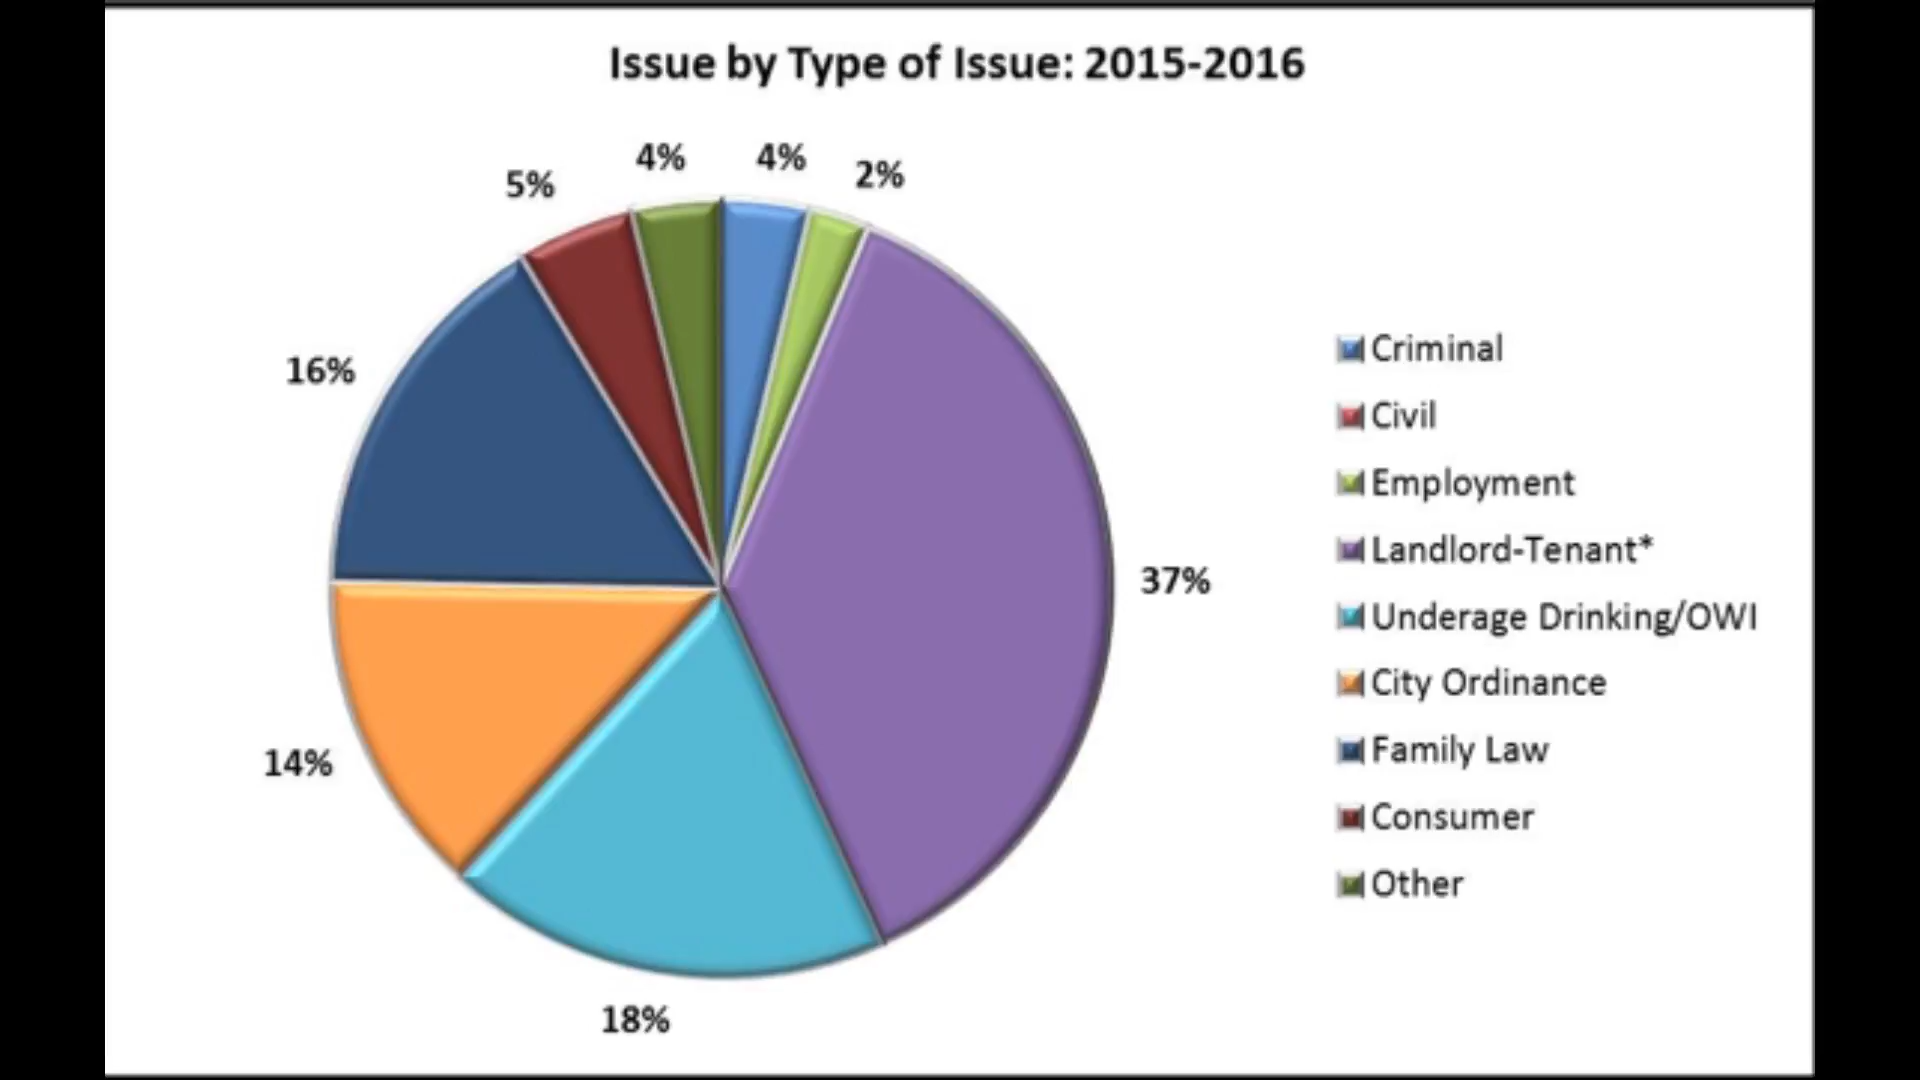 Issue by Type of Issue: 2015-2016
4%
4%
2%
5%
16%
37%
14%
18%
Criminal
Civil
Employment
Landlord-Tenant*
Underage Drinking/OWI
City Ordinance
Family Law
Consumer
Other